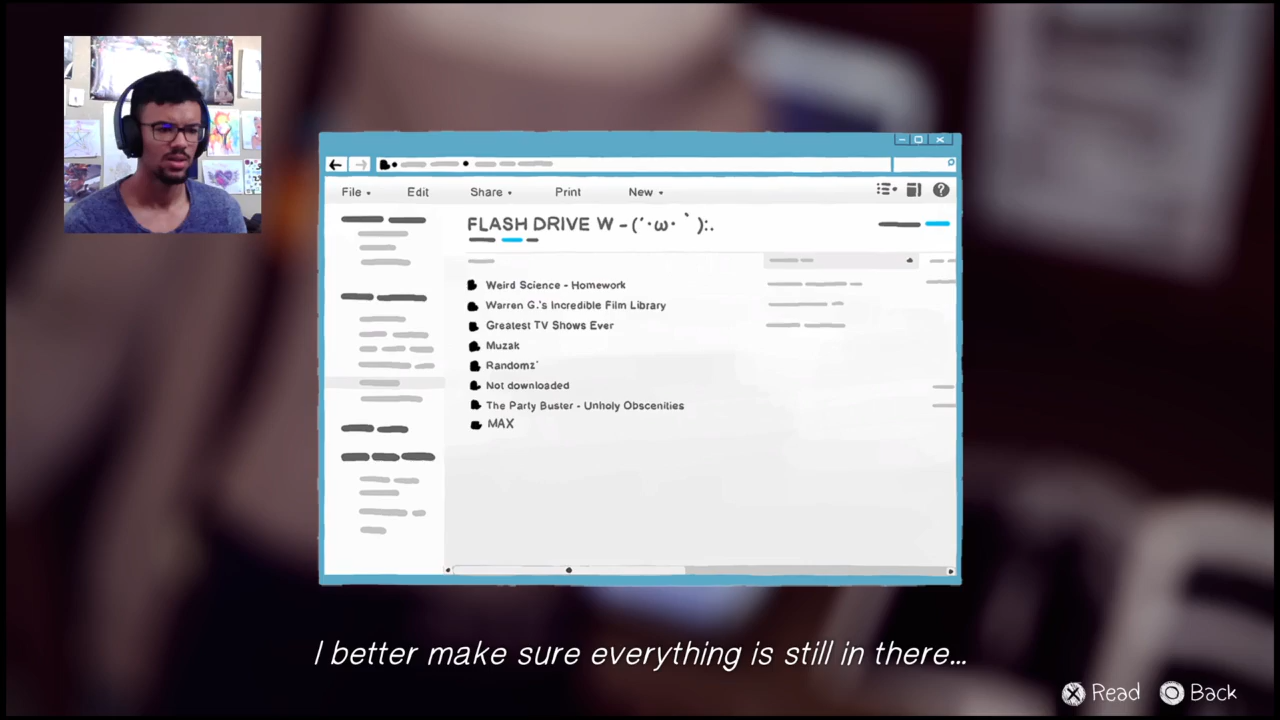 File Edit Share Print New
FLASH DRIVE W -(´･ω･｀):.
Weird Science - Homework
Warren G.'s Incredible Film Library
Greatest TV Shows Ever
Muzak
Randomz'
Not downloaded
The Party Buster - Unholy Obscenities
MAX
I better make sure everything is still in there...
Read Back